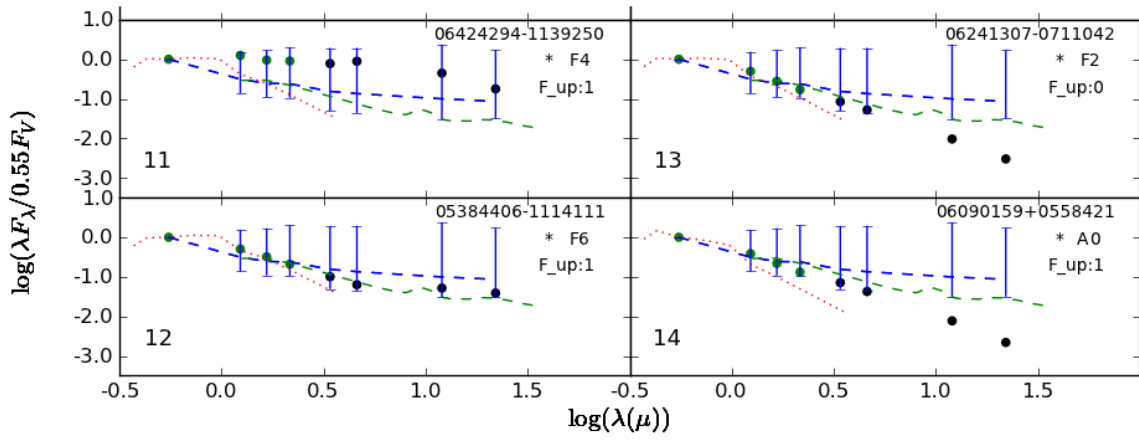 log(λF_λ/0.55F_V)
1.0
0.0
-1.0
-2.0
-3.0
06424294-1139250
* F4
F_up:1
11
06241307-0711042
* F2
F_up:0
13
1.0
0.0
-1.0
-2.0
-3.0
05384406-1114111
* F6
F_up:1
12
06090159+0558421
* A0
F_up:1
14
-0.5 0.0 0.5 1.0 1.5 -0.5 0.0 0.5 1.0 1.5
log(λ(μ))